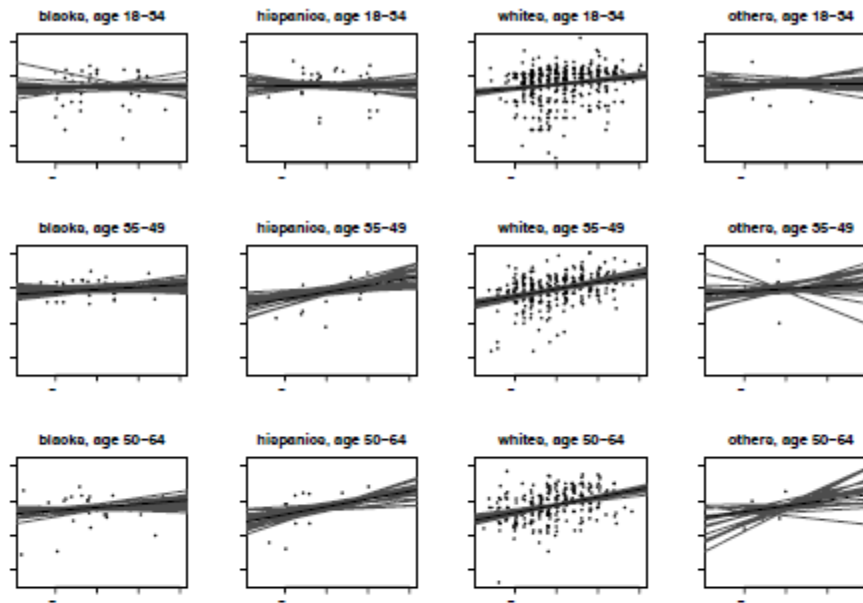 blacks, age 18−34
hispanics, age 18−34
whites, age 18−34
others, age 18−34
blacks, age 35−49
hispanics, age 35−49
whites, age 35−49
others, age 35−49
blacks, age 50−64
hispanics, age 50−64
whites, age 50−64
others, age 50−64